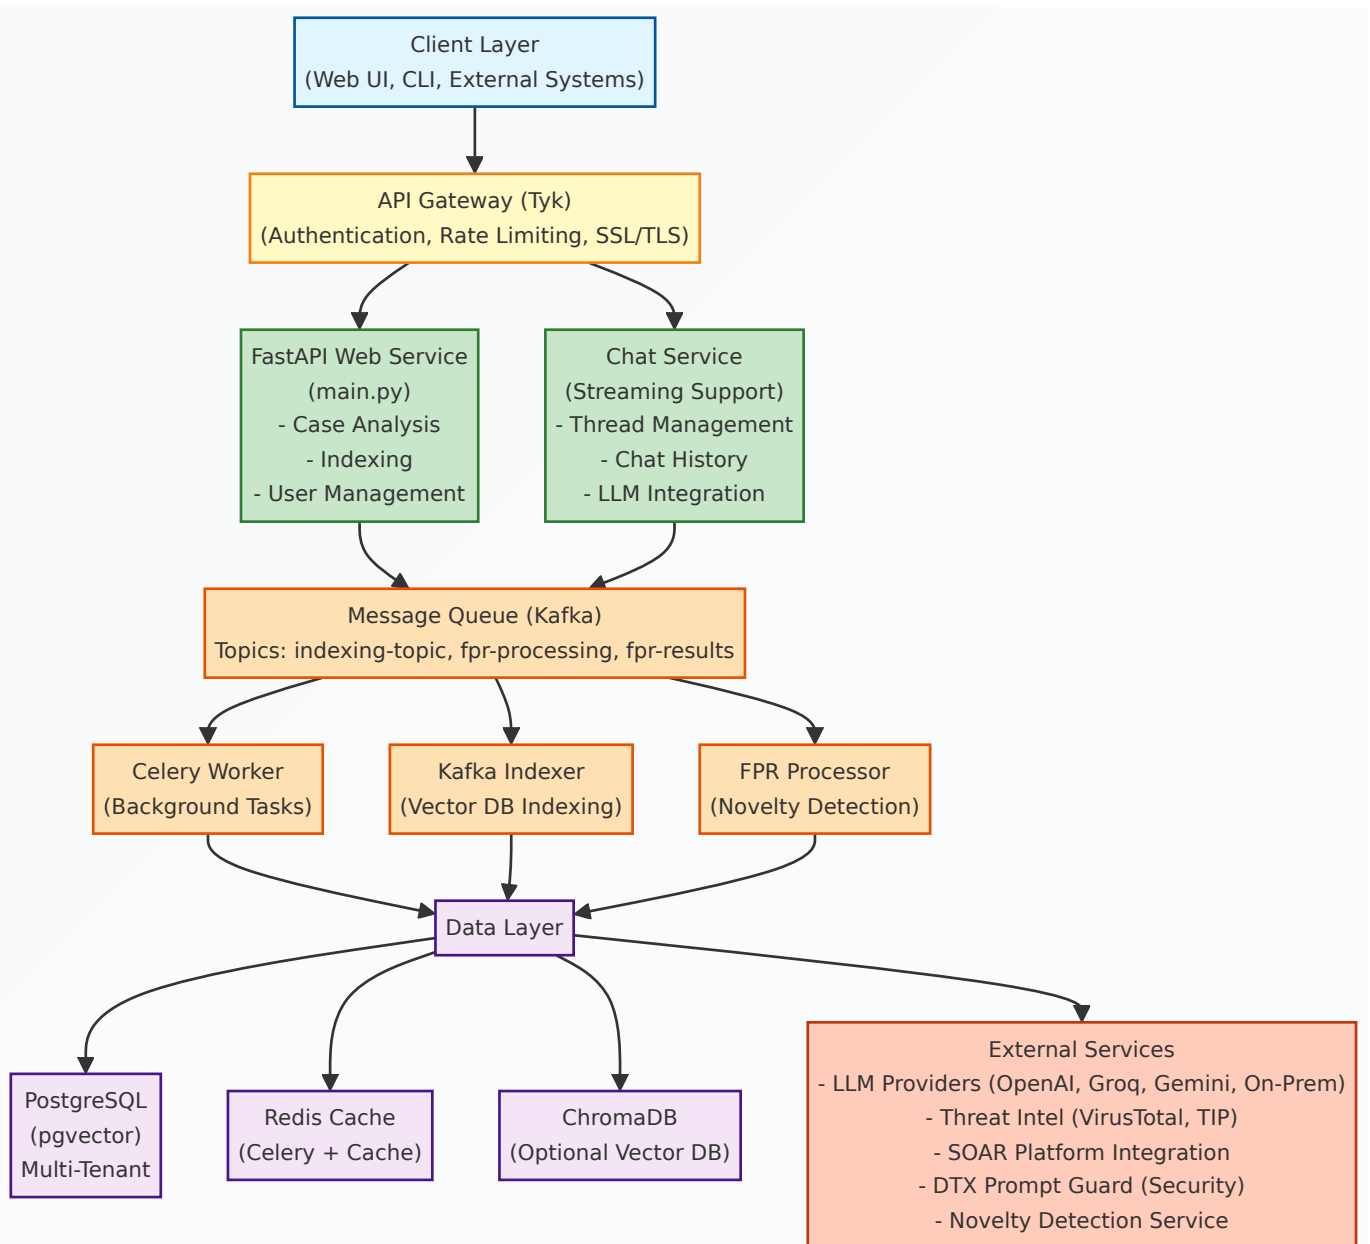 Client Layer
(Web UI, CLI, External Systems)
API Gateway (Tyk)
(Authentication, Rate Limiting, SSL/TLS)
FastAPI Web Service
(main.py)
- Case Analysis
- Indexing
- User Management
Chat Service
(Streaming Support)
- Thread Management
- Chat History
- LLM Integration
Message Queue (Kafka)
Topics: indexing-topic, fpr-processing, fpr-results
Celery Worker
(Background Tasks)
Kafka Indexer
(Vector DB Indexing)
FPR Processor
(Novelty Detection)
Data Layer
PostgreSQL
(pgvector)
Multi-Tenant
Redis Cache
(Celery + Cache)
ChromaDB
(Optional Vector DB)
External Services
- LLM Providers (OpenAI, Groq, Gemini, On-Prem)
- Threat Intel (VirusTotal, TIP)
- SOAR Platform Integration
- DTX Prompt Guard (Security)
- Novelty Detection Service